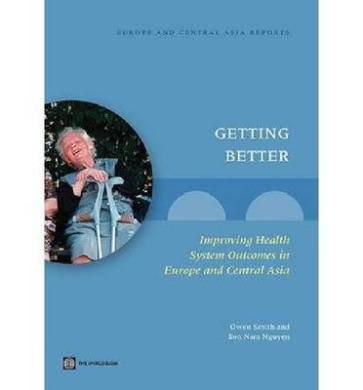 EUROPE AND CENTRAL ASIA REPORTS
GETTING
BETTER
Improving Health
System Outcomes in
Europe and Central Asia
Owen Smith and
Son Nam Nguyen
THE WORLD BANK